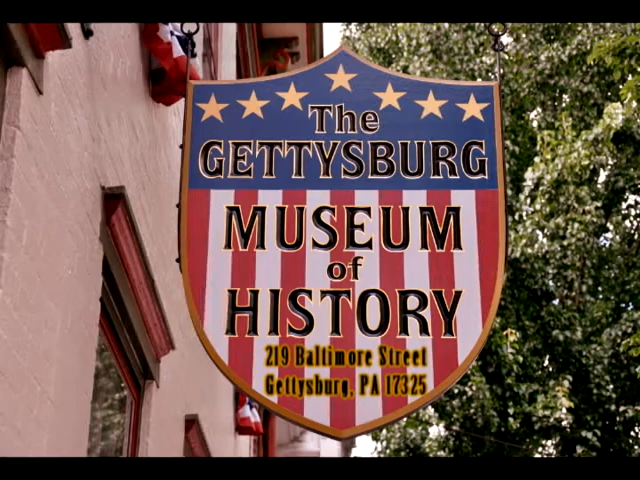 The
GETTYSBURG
MUSEUM
of
HISTORY
219 Baltimore Street
Gettysburg, PA 17325